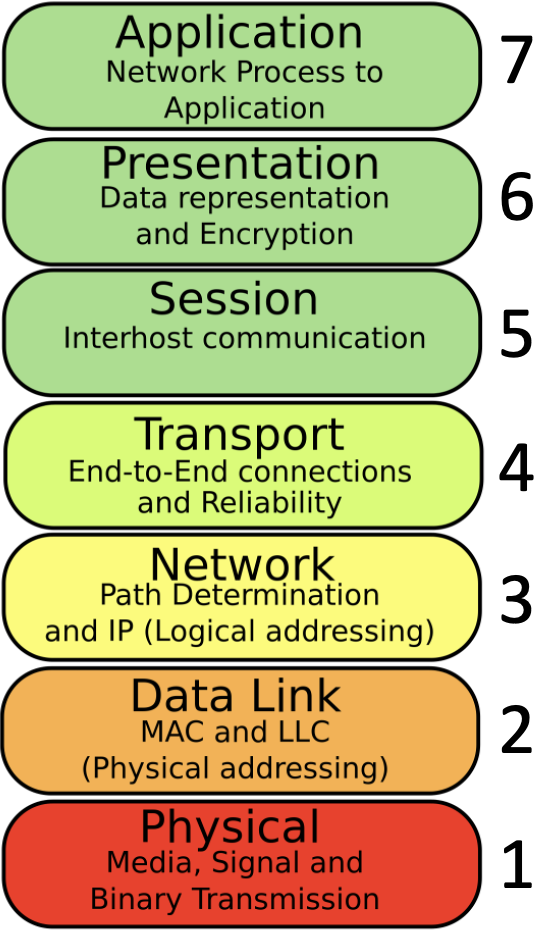 Application
Network Process to
Application
7
Presentation
Data representation
and Encryption
6
Session
Interhost communication
5
Transport
End-to-End connections
and Reliability
4
Network
Path Determination
and IP (Logical addressing)
3
Data Link
MAC and LLC
(Physical addressing)
2
Physical
Media, Signal and
Binary Transmission
1